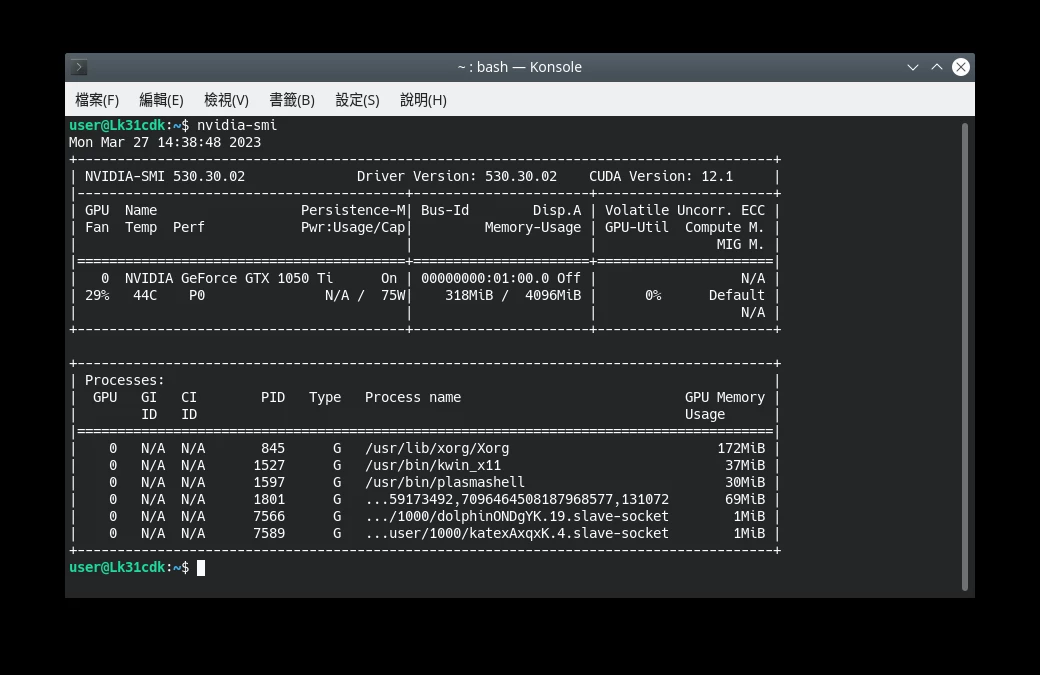 ~ : bash — Konsole
檔案(F) 編輯(E) 檢視(V) 書籤(B) 設定(S) 說明(H)
user@Lk31cdk:~$ nvidia-smi
Mon Mar 27 14:38:48 2023
+---------------------------------------------------------------------------------------+
| NVIDIA-SMI 530.30.02              Driver Version: 530.30.02    CUDA Version: 12.1     |
|-----------------------------------------+----------------------+----------------------+
| GPU  Name                  Persistence-M| Bus-Id        Disp.A | Volatile Uncorr. ECC |
| Fan  Temp  Perf            Pwr:Usage/Cap|         Memory-Usage | GPU-Util  Compute M. |
|                                         |                      |               MIG M. |
|=========================================+======================+======================|
|   0  NVIDIA GeForce GTX 1050 Ti      On | 00000000:01:00.0 Off |                  N/A |
| 29%   44C    P0               N/A /  75W|    318MiB /  4096MiB |      0%      Default |
|                                         |                      |                  N/A |
+-----------------------------------------+----------------------+----------------------+
+---------------------------------------------------------------------------------------+
| Processes:                                                                            |
|  GPU   GI   CI        PID   Type   Process name                            GPU Memory |
|        ID   ID                                                             Usage      |
|=======================================================================================|
|    0   N/A  N/A       845      G   /usr/lib/xorg/Xorg                          172MiB |
|    0   N/A  N/A      1527      G   /usr/bin/kwin_x11                            37MiB |
|    0   N/A  N/A      1597      G   /usr/bin/plasmashell                         30MiB |
|    0   N/A  N/A      1801      G   ...59173492,7096464508187968577,131072       69MiB |
|    0   N/A  N/A      7566      G   .../1000/dolphinONDgYK.19.slave-socket        1MiB |
|    0   N/A  N/A      7589      G   ...user/1000/katexAxqxK.4.slave-socket        1MiB |
+---------------------------------------------------------------------------------------+
user@Lk31cdk:~$